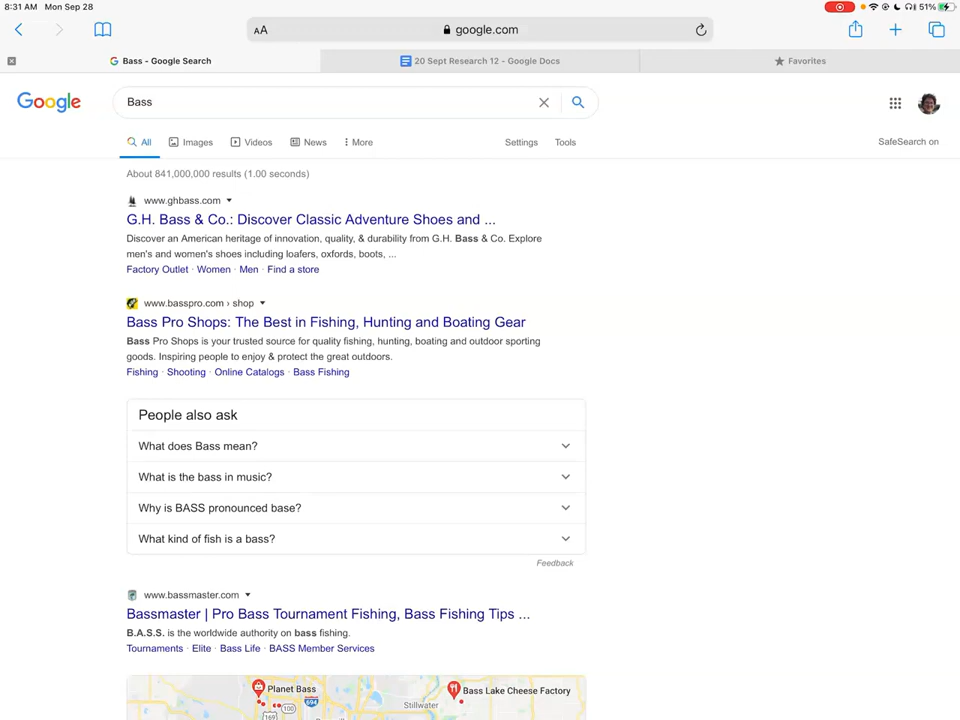 8:31 AM Mon Sep 28
51%
AA
google.com
Bass - Google Search
20 Sept Research 12 - Google Docs
Favorites
Google
Bass
All
Images
Videos
News
More
Settings
Tools
SafeSearch on
About 841,000,000 results (1.00 seconds)
www.ghbass.com
G.H. Bass & Co.: Discover Classic Adventure Shoes and ...
Discover an American heritage of innovation, quality, & durability from G.H. Bass & Co. Explore
men's and women's shoes including loafers, oxfords, boots, ...
Factory Outlet · Women · Men · Find a store
www.basspro.com › shop
Bass Pro Shops: The Best in Fishing, Hunting and Boating Gear
Bass Pro Shops is your trusted source for quality fishing, hunting, boating and outdoor sporting
goods. Inspiring people to enjoy & protect the great outdoors.
Fishing · Shooting · Online Catalogs · Bass Fishing
People also ask
What does Bass mean?
What is the bass in music?
Why is BASS pronounced base?
What kind of fish is a bass?
Feedback
www.bassmaster.com
Bassmaster | Pro Bass Tournament Fishing, Bass Fishing Tips ...
B.A.S.S. is the worldwide authority on bass fishing.
Tournaments · Elite · Bass Life · BASS Member Services
Planet Bass
Bass Lake Cheese Factory
694
Stillwater
100
169